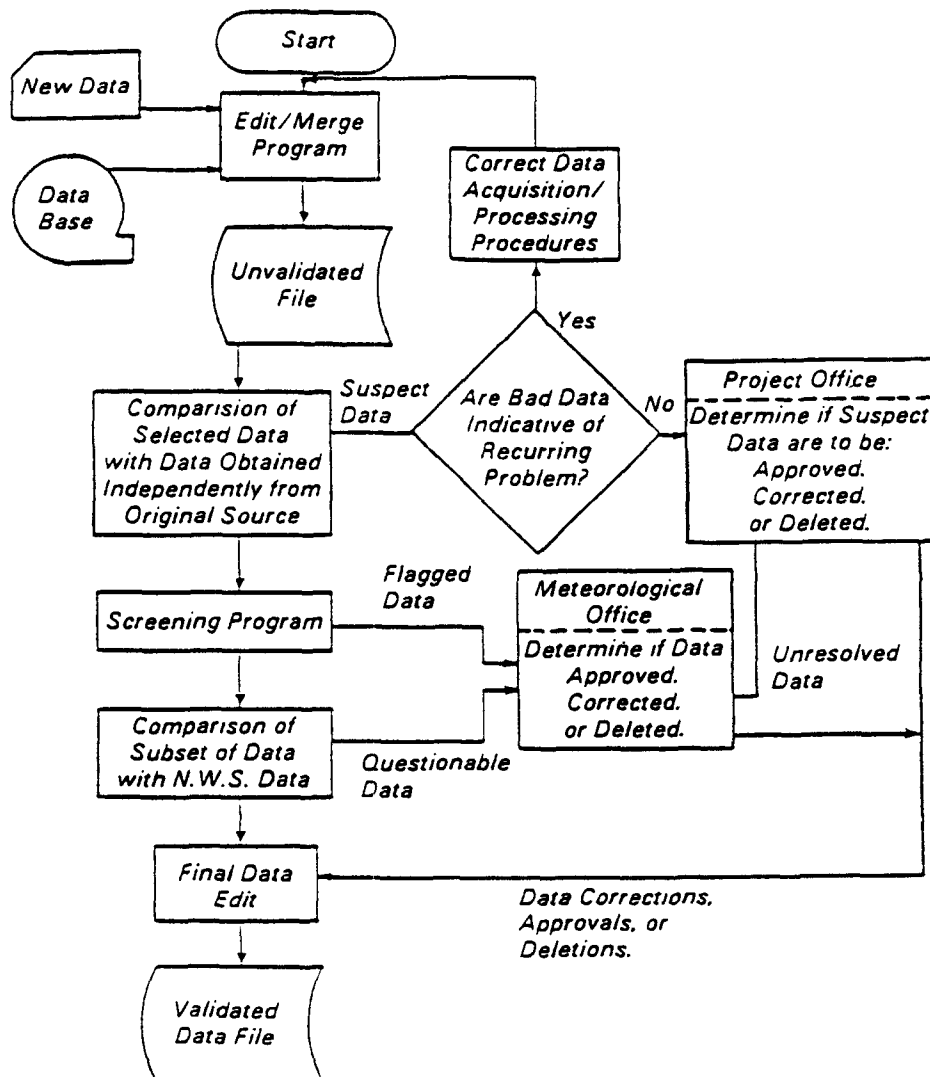 Start
New Data
Edit/Merge
Program
Data
Base
Correct Data
Acquisition/
Processing
Procedures
Unvalidated
File
Yes
Suspect
Data
Are Bad Data
Indicative of
Recurring
Problem?
No
Project Office
Determine if Suspect
Data are to be:
Approved.
Corrected.
or Deleted.
Comparision of
Selected Data
with Data Obtained
Independently from
Original Source
Flagged
Data
Screening Program
Meteorological
Office
Determine if Data
Approved.
Corrected.
or Deleted.
Unresolved
Data
Comparison of
Subset of Data
with N.W.S. Data
Questionable
Data
Final Data
Edit
Data Corrections,
Approvals, or
Deletions.
Validated
Data File